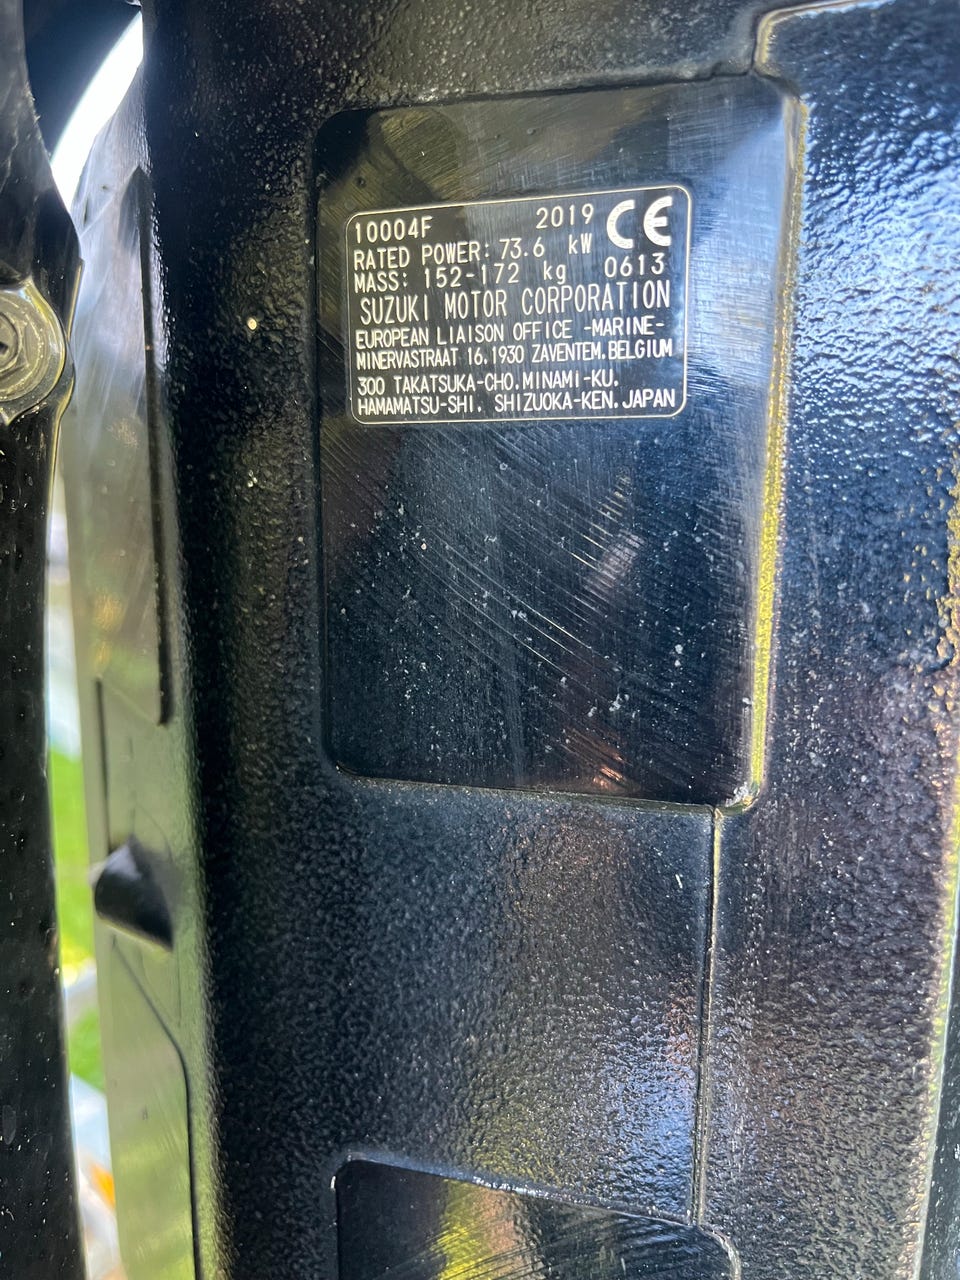 10004F 2019 CE
RATED POWER: 73.6 kW
MASS: 152-172 kg 0613
SUZUKI MOTOR CORPORATION
EUROPEAN LIAISON OFFICE -MARINE-
MINERVASTRAAT 16.1930 ZAVENTEM.BELGIUM
300 TAKATSUKA-CHO.MINAMI-KU.
HAMAMATSU-SHI. SHIZUOKA-KEN.JAPAN